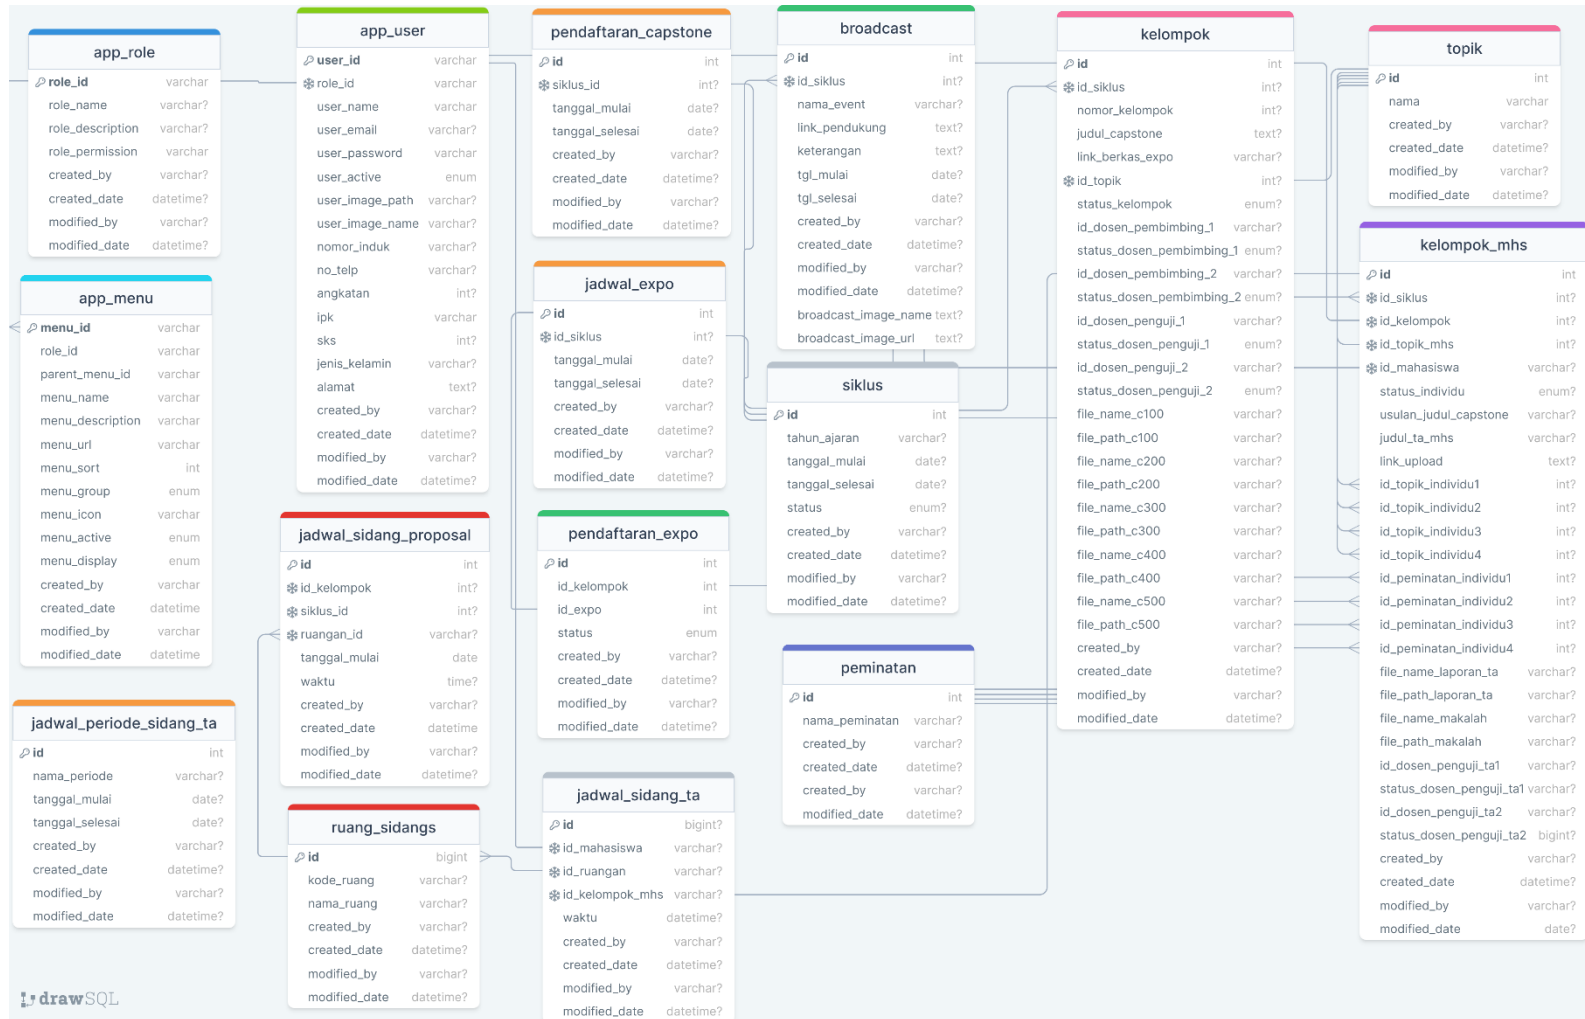 app_role
role_id varchar
role_name varchar?
role_description varchar?
role_permission varchar
created_by varchar?
created_date datetime?
modified_by varchar?
modified_date datetime?
app_menu
menu_id varchar
role_id varchar
parent_menu_id varchar
menu_name varchar
menu_description varchar
menu_url varchar
menu_sort int
menu_group enum
menu_icon varchar
menu_active enum
menu_display enum
created_by varchar
created_date datetime
modified_by varchar
modified_date datetime
jadwal_periode_sidang_ta
id int
nama_periode varchar?
tanggal_mulai date?
tanggal_selesai date?
created_by varchar?
created_date datetime?
modified_by varchar?
modified_date datetime?
app_user
user_id varchar
role_id varchar
user_name varchar
user_email varchar?
user_password varchar
user_active enum
user_image_path varchar?
user_image_name varchar?
nomor_induk varchar?
no_telp varchar?
angkatan int?
ipk varchar
sks int?
jenis_kelamin varchar?
alamat text?
created_by varchar?
created_date datetime?
modified_by varchar?
modified_date datetime?
jadwal_sidang_proposal
id int
id_kelompok int?
siklus_id int?
ruangan_id varchar?
tanggal_mulai date
waktu time?
created_by varchar?
created_date datetime
modified_by varchar?
modified_date datetime?
ruang_sidangs
id bigint
kode_ruang varchar?
nama_ruang varchar?
created_by varchar?
created_date datetime?
modified_by varchar?
modified_date datetime?
pendaftaran_capstone
id int
siklus_id int?
tanggal_mulai date?
tanggal_selesai date?
created_by varchar?
created_date datetime?
modified_by varchar?
modified_date datetime?
jadwal_expo
id int
id_siklus int?
tanggal_mulai date?
tanggal_selesai date?
created_by varchar?
created_date datetime?
modified_by varchar?
modified_date datetime?
pendaftaran_expo
id int
id_kelompok int
id_expo int
status enum
created_by varchar?
created_date datetime?
modified_by varchar?
modified_date datetime?
jadwal_sidang_ta
id bigint?
id_mahasiswa varchar?
id_ruangan varchar?
id_kelompok_mhs varchar?
waktu datetime?
created_by varchar?
created_date datetime?
modified_by varchar?
modified_date datetime?
broadcast
id int
id_siklus int?
nama_event varchar?
link_pendukung text?
keterangan text?
tgl_mulai date?
tgl_selesai date?
created_by varchar?
created_date datetime?
modified_by varchar?
modified_date datetime?
broadcast_image_name text?
broadcast_image_url text?
siklus
id int
tahun_ajaran varchar?
tanggal_mulai date?
tanggal_selesai date?
status enum?
created_by varchar?
created_date datetime?
modified_by varchar?
modified_date datetime?
peminatan
id int
nama_peminatan varchar?
created_by varchar?
created_date datetime?
created_by varchar?
modified_date datetime?
kelompok
id int
id_siklus int?
nomor_kelompok int?
judul_capstone text?
link_berkas_expo varchar?
id_topik int?
status_kelompok enum?
id_dosen_pembimbing_1 varchar?
status_dosen_pembimbing_1 enum?
id_dosen_pembimbing_2 varchar?
status_dosen_pembimbing_2 enum?
id_dosen_penguji_1 varchar?
status_dosen_penguji_1 enum?
id_dosen_penguji_2 varchar?
status_dosen_penguji_2 enum?
file_name_c100 varchar?
file_path_c100 varchar?
file_name_c200 varchar?
file_path_c200 varchar?
file_name_c300 varchar?
file_path_c300 varchar?
file_name_c400 varchar?
file_path_c400 varchar?
file_name_c500 varchar?
file_path_c500 varchar?
created_by varchar?
created_date datetime?
modified_by varchar?
modified_date datetime?
topik
id int
nama varchar
created_by varchar?
created_date datetime?
modified_by varchar?
modified_date datetime?
kelompok_mhs
id int
id_siklus int?
id_kelompok int?
id_topik_mhs int?
id_mahasiswa varchar?
status_individu enum?
usulan_judul_capstone varchar?
judul_ta_mhs varchar?
link_upload text?
id_topik_individu1 int?
id_topik_individu2 int?
id_topik_individu3 int?
id_topik_individu4 int?
id_peminatan_individu1 int?
id_peminatan_individu2 int?
id_peminatan_individu3 int?
id_peminatan_individu4 int?
file_name_laporan_ta varchar?
file_path_laporan_ta varchar?
file_name_makalah varchar?
file_path_makalah varchar?
id_dosen_penguji_ta1 varchar?
status_dosen_penguji_ta1 varchar?
id_dosen_penguji_ta2 varchar?
status_dosen_penguji_ta2 bigint?
created_by varchar?
created_date datetime?
modified_by varchar?
modified_date date?
drawSQL